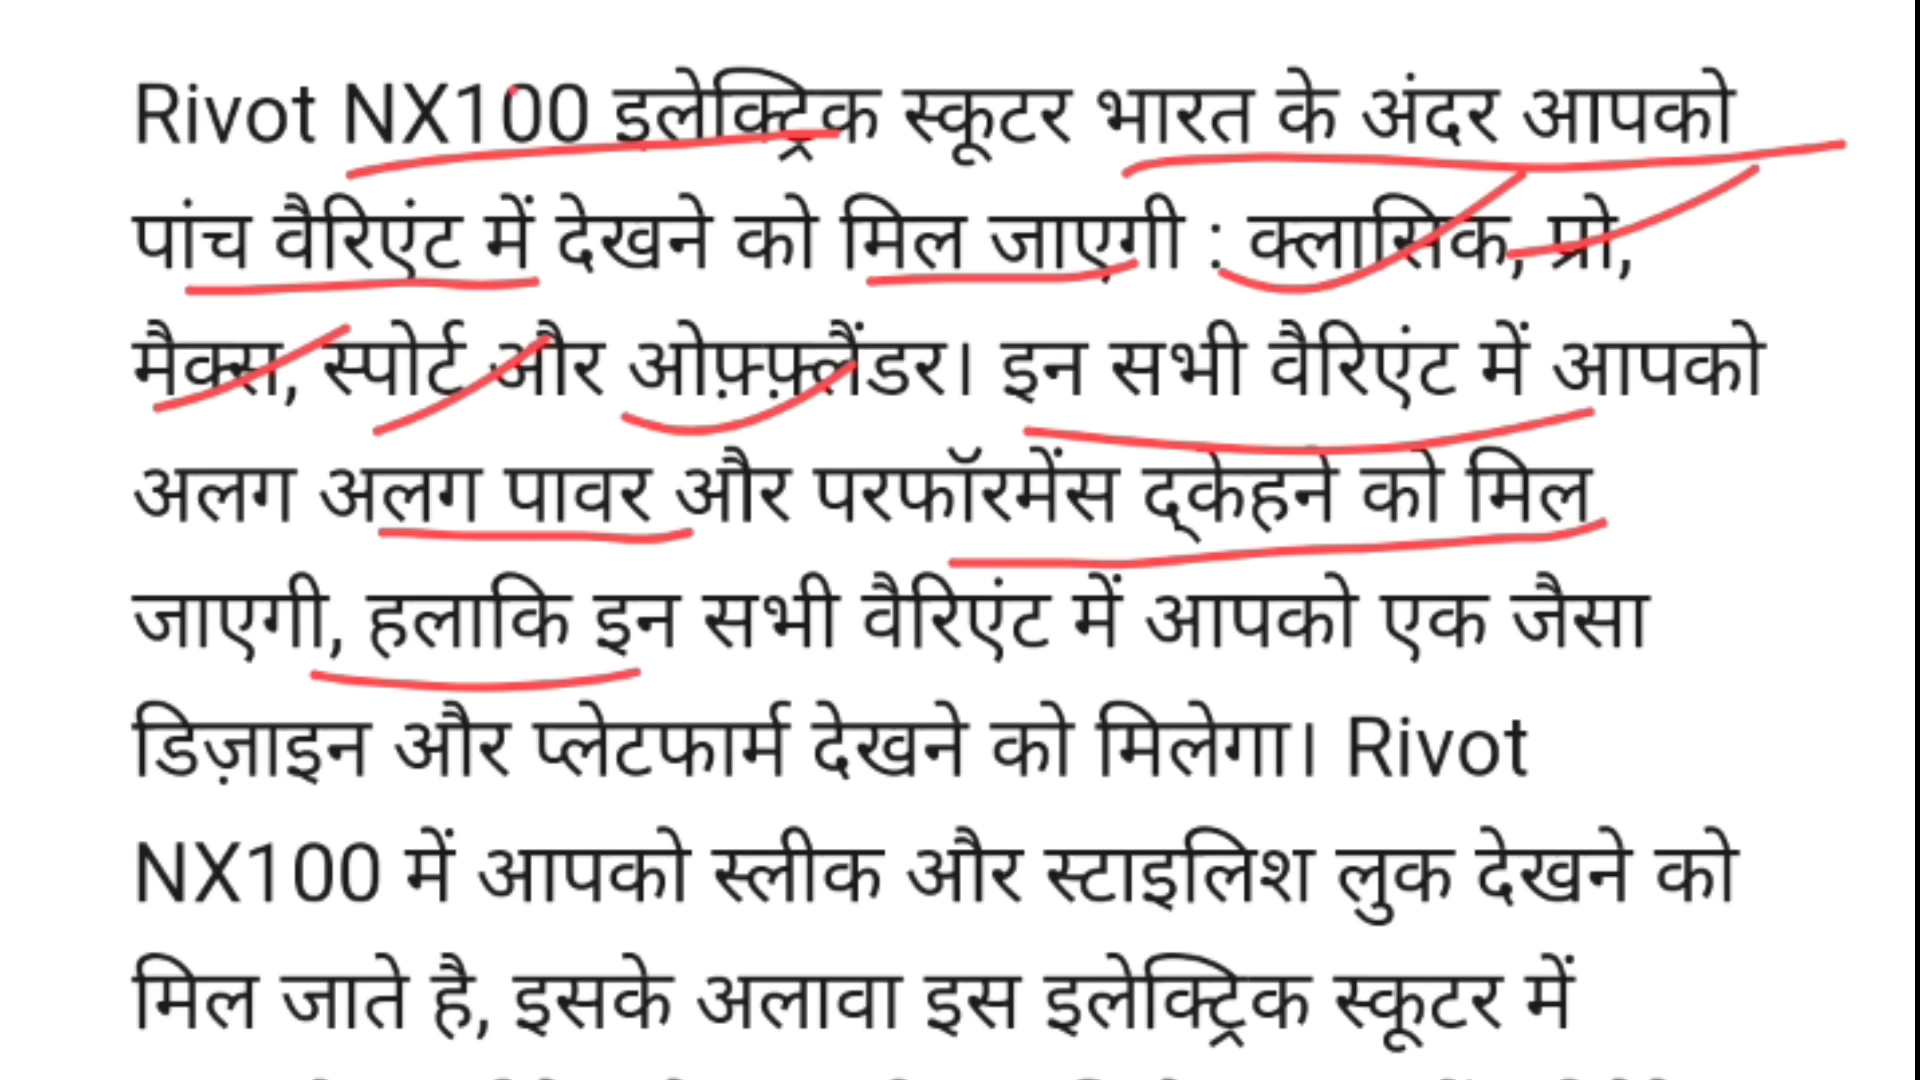 Rivot NX100 इलेक्ट्रिक स्कूटर भारत के अंदर आपको
पांच वैरिएंट में देखने को मिल जाएगी : क्लासिक, प्रो,
मैक्स, स्पोर्ट और ओफ़्फ़्लैंडर। इन सभी वैरिएंट में आपको
अलग अलग पावर और परफॉरमेंस द्केहने को मिल
जाएगी, हलाकि इन सभी वैरिएंट में आपको एक जैसा
डिज़ाइन और प्लेटफार्म देखने को मिलेगा। Rivot
NX100 में आपको स्लीक और स्टाइलिश लुक देखने को
मिल जाते है, इसके अलावा इस इलेक्ट्रिक स्कूटर में